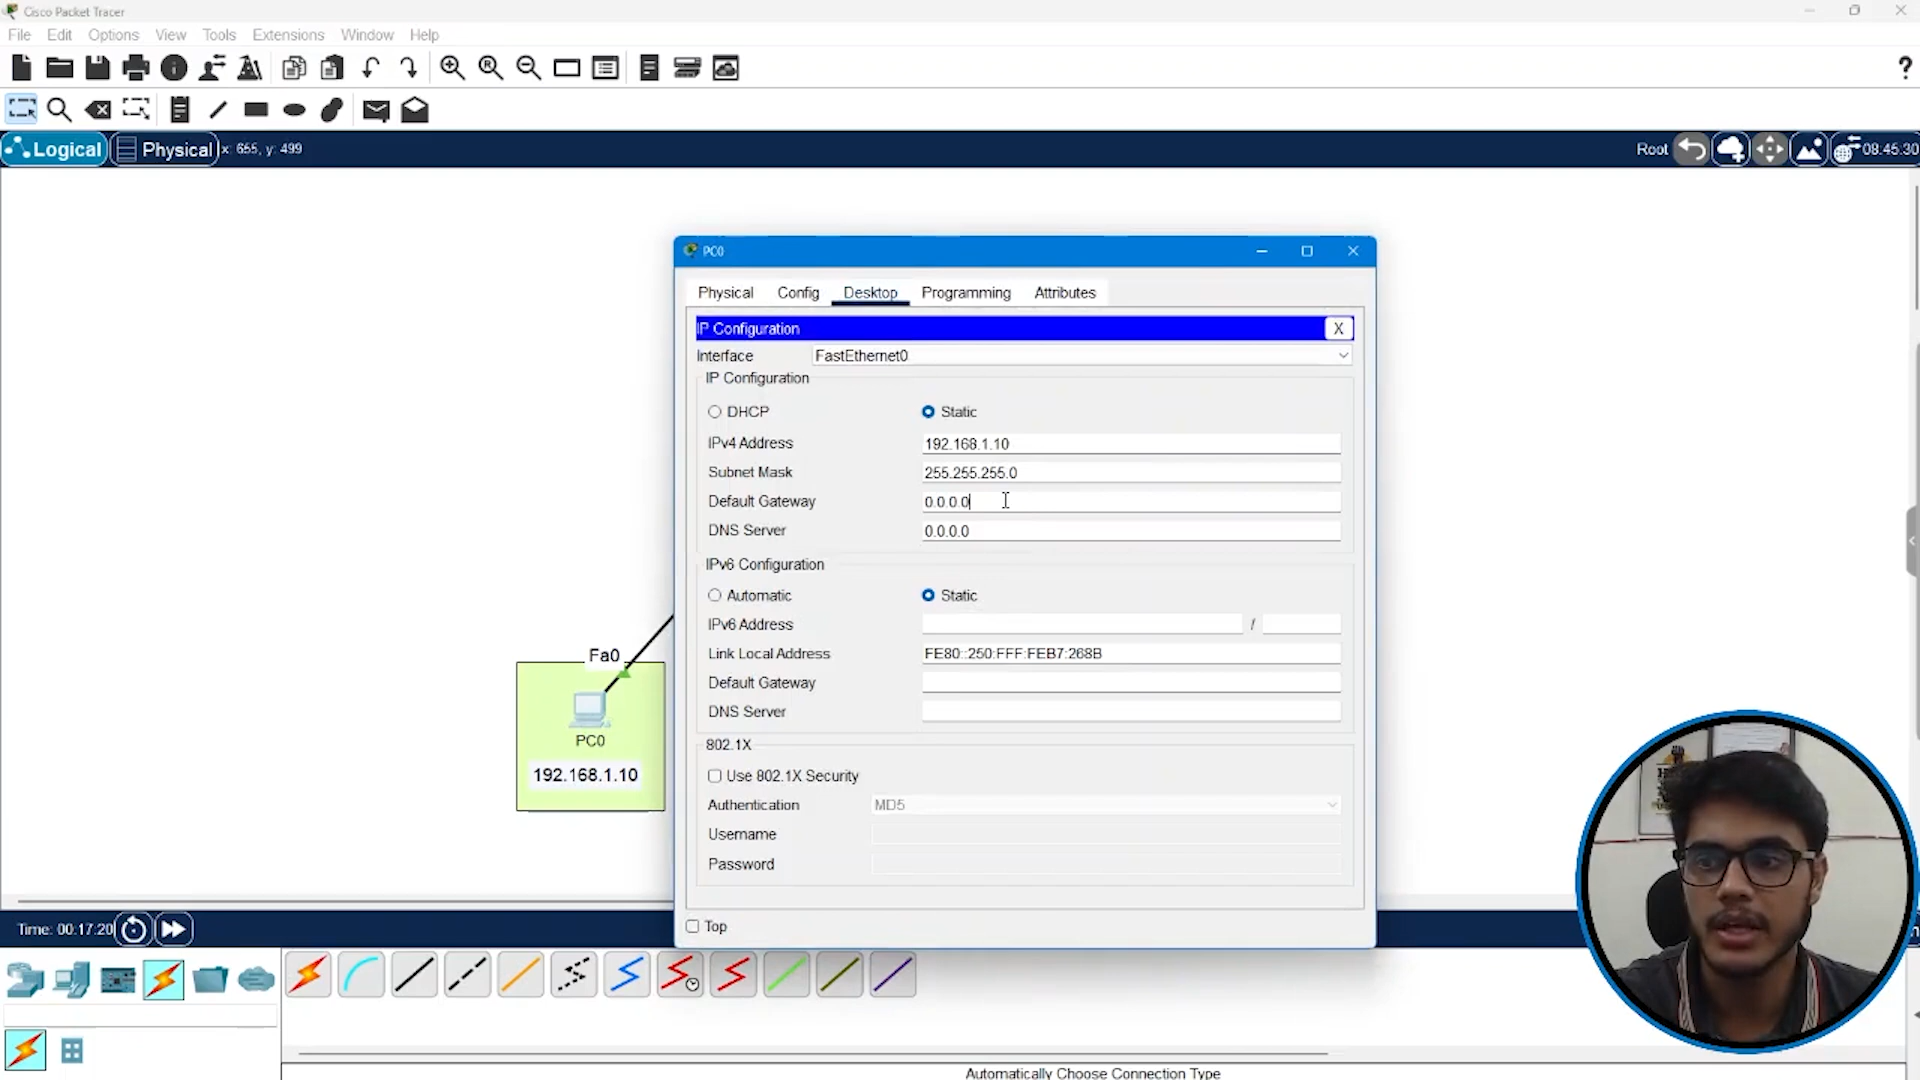 Cisco Packet Tracer
File Edit Options View Tools Extensions Window Help
?
Logical Physical x: 655, y: 499 Root 08:45:30
PC0
Physical Config Desktop Programming Attributes
IP Configuration X
Interface FastEthernet0
IP Configuration
DHCP Static
IPv4 Address 192.168.1.10
Subnet Mask 255.255.255.0
Default Gateway 0.0.0.0
DNS Server 0.0.0.0
IPv6 Configuration
Automatic Static
IPv6 Address /
Link Local Address FE80::250:FFF:FEB7:268B
Default Gateway
DNS Server
802.1X
Use 802.1X Security
Authentication MD5
Username
Password
Top
Fa0
PC0
192.168.1.10
Time: 00:17:20
Automatically Choose Connection Type